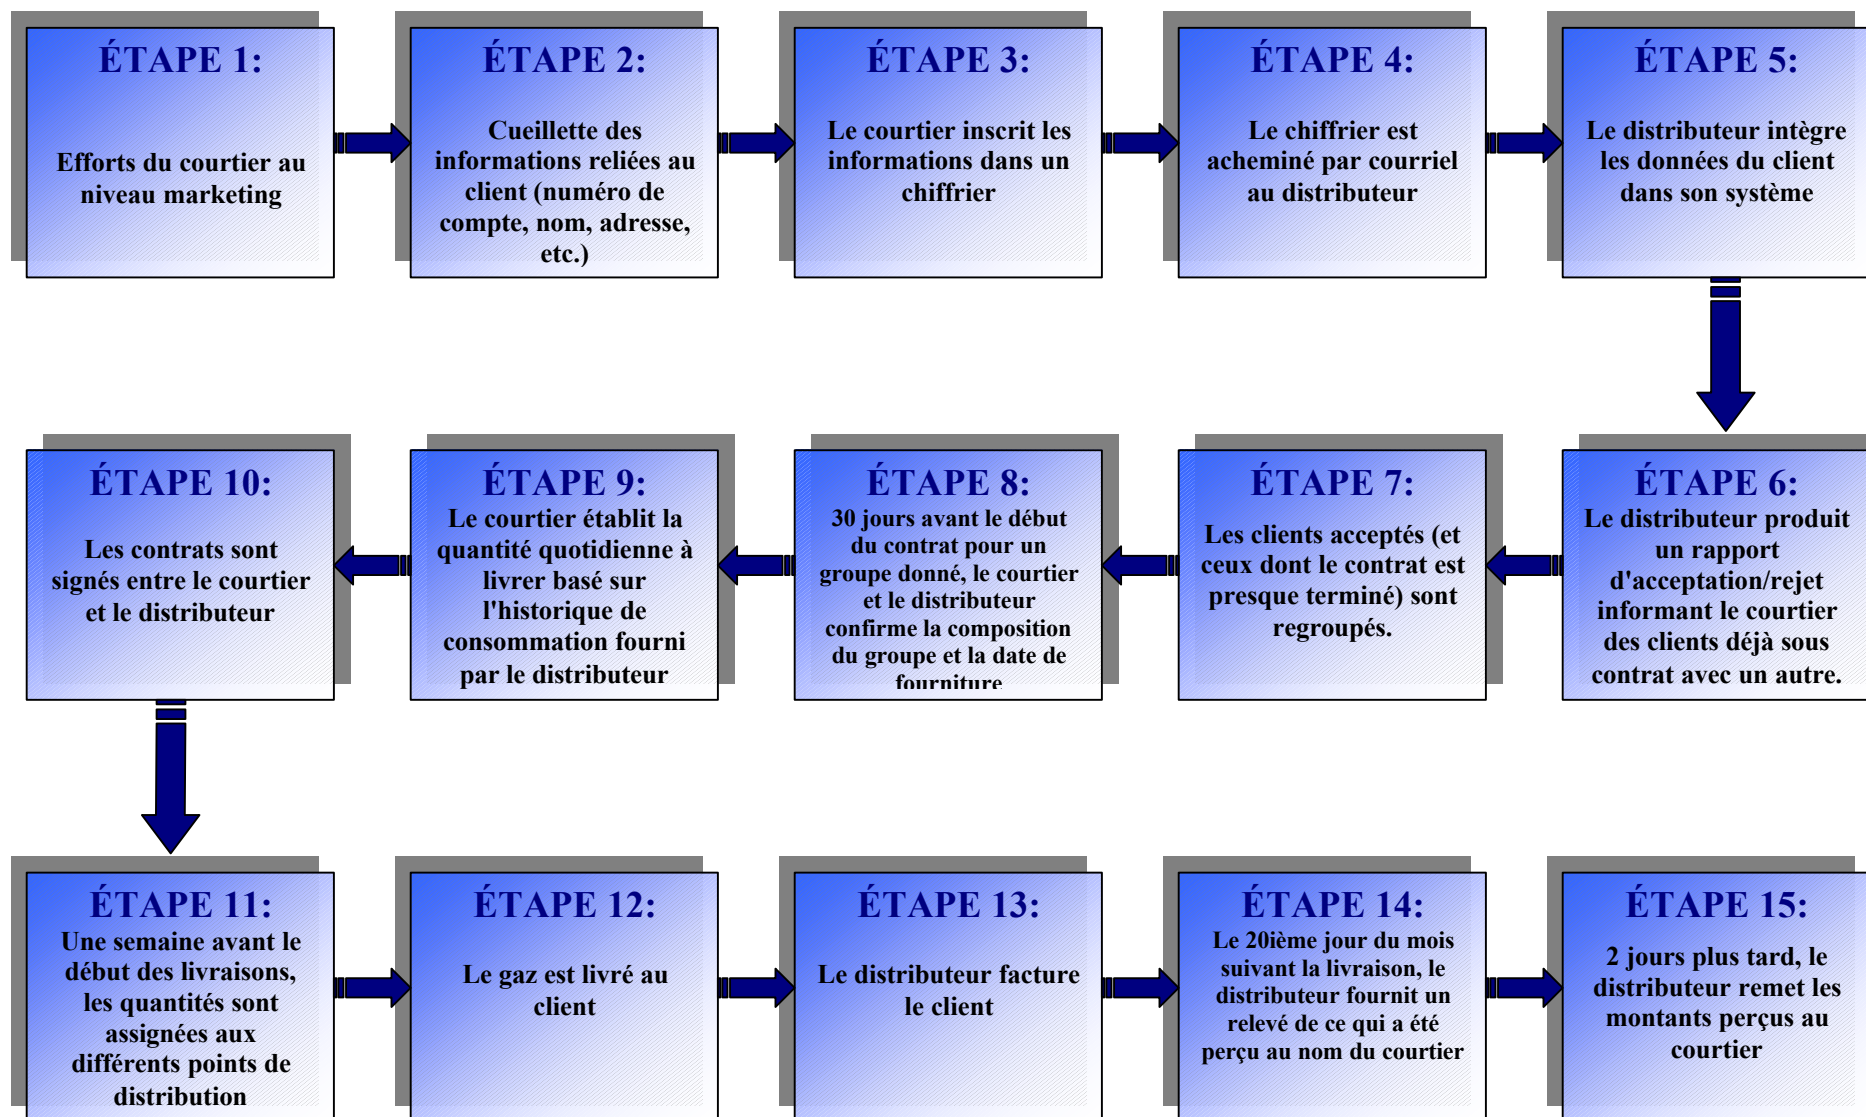 ÉTAPE 1:
Efforts du courtier au
niveau marketing
ÉTAPE 2:
Cueillette des
informations reliées au
client (numéro de
compte, nom, adresse,
etc.)
ÉTAPE 3:
Le courtier inscrit les
informations dans un
chiffrier
ÉTAPE 4:
Le chiffrier est
acheminé par courriel
au distributeur
ÉTAPE 5:
Le distributeur intègre
les données du client
dans son système
ÉTAPE 6:
Le distributeur produit
un rapport
d'acceptation/rejet
informant le courtier
des clients déjà sous
contrat avec un autre.
ÉTAPE 7:
Les clients acceptés (et
ceux dont le contrat est
presque terminé) sont
regroupés.
ÉTAPE 8:
30 jours avant le début
du contrat pour un
groupe donné, le courtier
et le distributeur
confirme la composition
du groupe et la date de
fourniture
ÉTAPE 9:
Le courtier établit la
quantité quotidienne à
livrer basé sur
l'historique de
consommation fourni
par le distributeur
ÉTAPE 10:
Les contrats sont
signés entre le courtier
et le distributeur
ÉTAPE 11:
Une semaine avant le
début des livraisons,
les quantités sont
assignées aux
différents points de
distribution
ÉTAPE 12:
Le gaz est livré au
client
ÉTAPE 13:
Le distributeur facture
le client
ÉTAPE 14:
Le 20ième jour du mois
suivant la livraison, le
distributeur fournit un
relevé de ce qui a été
perçu au nom du courtier
ÉTAPE 15:
2 jours plus tard, le
distributeur remet les
montants perçus au
courtier